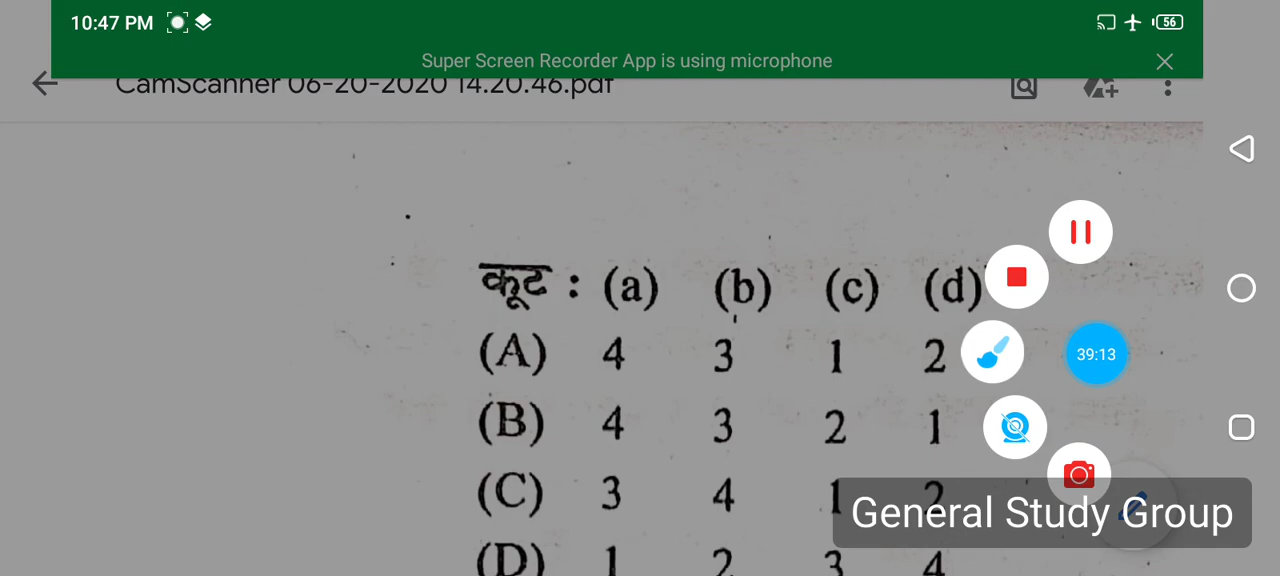 10:47 PM
56
Super Screen Recorder App is using microphone
CamScanner 06-20-2020 14.20.46.pdf
कूट : (a) (b) (c) (d)
(A) 4 3 1 2
39:13
(B) 4 3 2 1
(C) 3 4 1 2
General Study Group
(D) 1 2 3 4